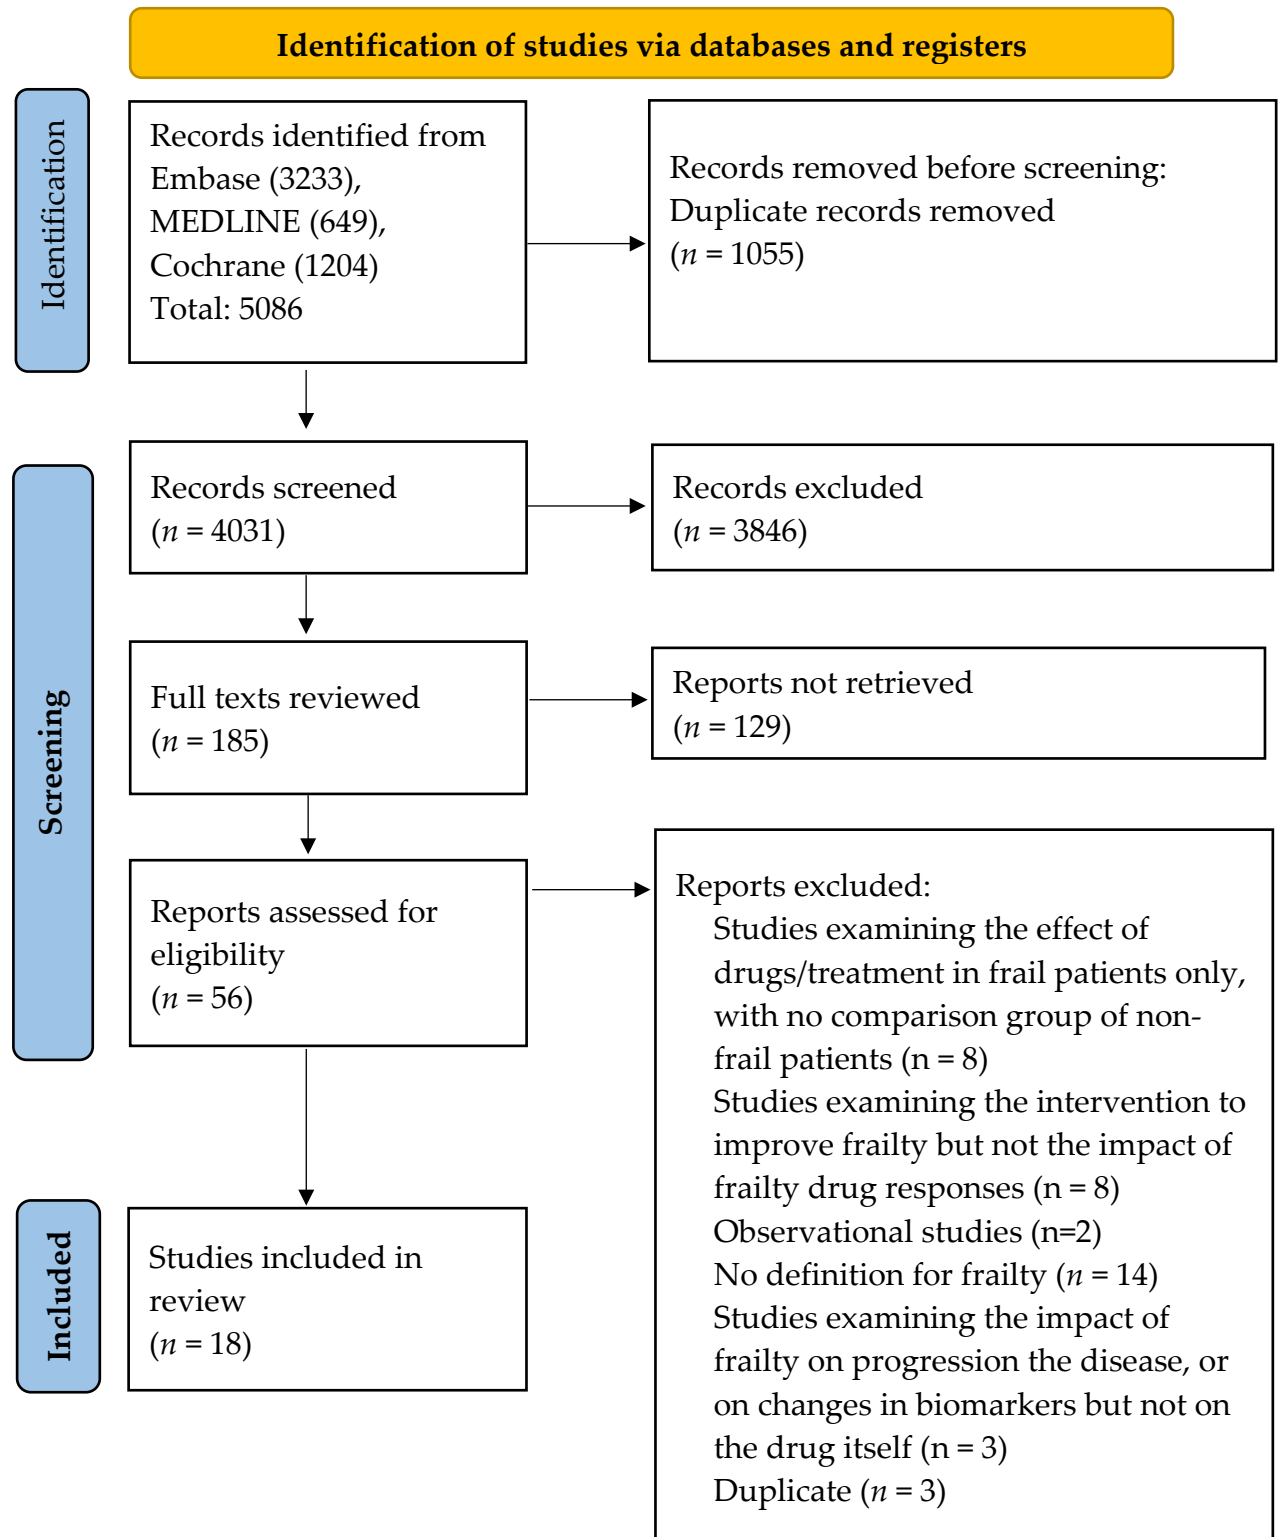 Identification of studies via databases and registers
Identification
Records identified from
Embase (3233),
MEDLINE (649),
Cochrane (1204)
Total: 5086
Records removed before screening:
Duplicate records removed
(n = 1055)
Screening
Records screened
(n = 4031)
Records excluded
(n = 3846)
Full texts reviewed
(n = 185)
Reports not retrieved
(n = 129)
Reports assessed for
eligibility
(n = 56)
Reports excluded:
Studies examining the effect of
drugs/treatment in frail patients only,
with no comparison group of non-
frail patients (n = 8)
Studies examining the intervention to
improve frailty but not the impact of
frailty drug responses (n = 8)
Observational studies (n=2)
No definition for frailty (n = 14)
Studies examining the impact of
frailty on progression the disease, or
on changes in biomarkers but not on
the drug itself (n = 3)
Duplicate (n = 3)
Included
Studies included in
review
(n = 18)